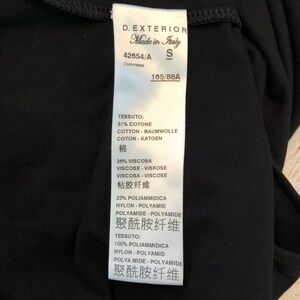 D. EXTERIOR
Made in Italy
42654/A S
Commessa
165/88A
TESSUTO:
51% COTONE
COTTON - BAUMWOLLE
COTON - KATOEN
棉
26% VISCOSA
VISCOSE - VISKOSE
VISCOSA - VISCOSE
粘胶纤维
23% POLIAMMIDICA
NYLON - POLYAMID
POLYAMIDE - POLYAMIDE
聚酰胺纤维
TESSUTO:
100% POLIAMMIDICA
NYLON - POLYAMID
POLYAMIDE - POLYAMIDE
聚酰胺纤维